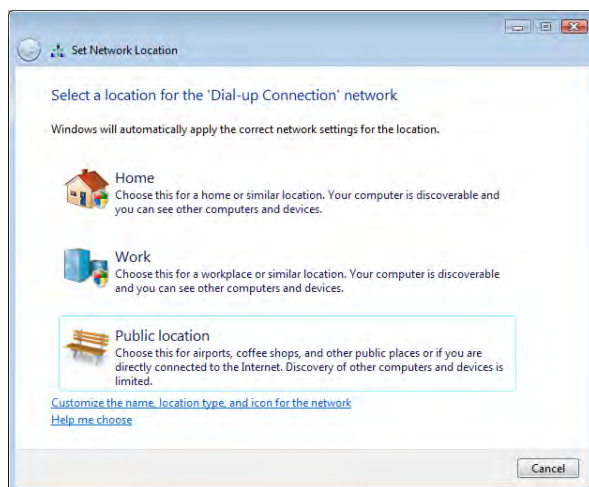 Set Network Location
Select a location for the 'Dial-up Connection' network
Windows will automatically apply the correct network settings for the location.
Home
Choose this for a home or similar location. Your computer is discoverable and
you can see other computers and devices.
Work
Choose this for a workplace or similar location. Your computer is discoverable
and you can see other computers and devices.
Public location
Choose this for airports, coffee shops, and other public places or if you are
directly connected to the Internet. Discovery of other computers and devices is
limited.
Customize the name, location type, and icon for the network
Help me choose
Cancel